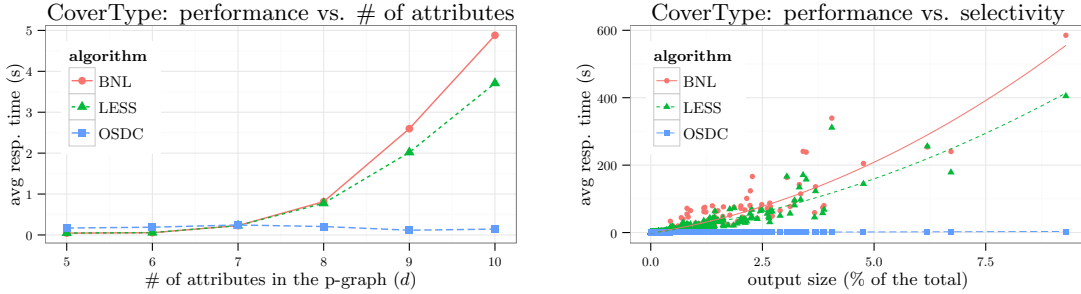 CoverType: performance vs. # of attributes
avg resp. time (s)
5
4
3
2
1
0
algorithm
BNL
LESS
OSDC
5 6 7 8 9 10
# of attributes in the p-graph (d)
CoverType: performance vs. selectivity
avg resp. time (s)
600
400
200
0
algorithm
BNL
LESS
OSDC
0.0 2.5 5.0 7.5
output size (% of the total)